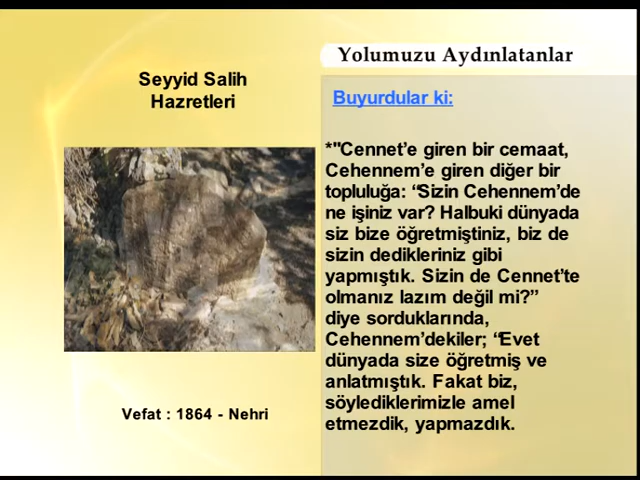 Yolumuzu Aydınlatanlar
Seyyid Salih
Hazretleri
Vefat : 1864 - Nehri
Buyurdular ki:
*"Cennet’e giren bir cemaat,
Cehennem’e giren diğer bir
topluluğa: “Sizin Cehennem’de
ne işiniz var? Halbuki dünyada
siz bize öğretmiştiniz, biz de
sizin dedikleriniz gibi
yapmıştık. Sizin de Cennet’te
olmanız lazım değil mi?”
diye sorduklarında,
Cehennem’dekiler; “Evet
dünyada size öğretmiş ve
anlatmıştık. Fakat biz,
söylediklerimizle amel
etmezdik, yapmazdık.